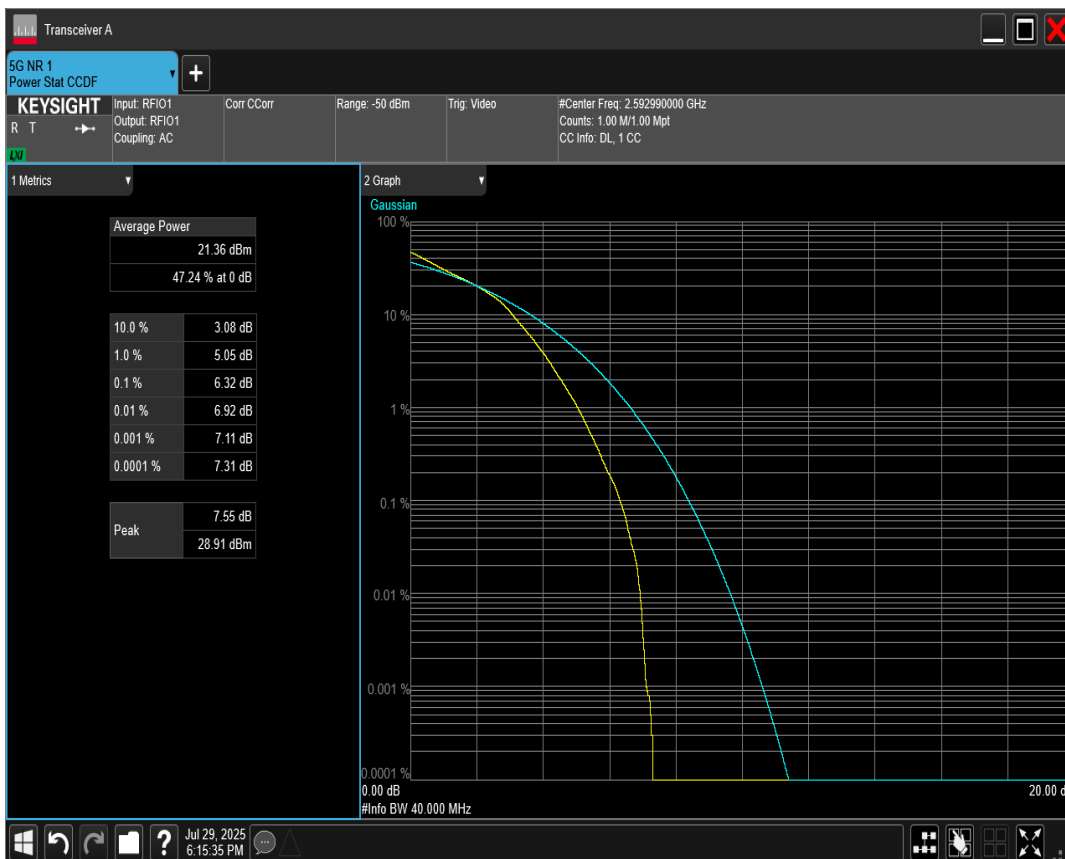 Transceiver A
5G NR 1
Power Stat CCDF
+
KEYSIGHT
R T
LXI
Input: RFIO1
Output: RFIO1
Coupling: AC
Corr CCorr
Range: -50 dBm
Trig: Video
#Center Freq: 2.592990000 GHz
Counts: 1.00 M/1.00 Mpt
CC Info: DL, 1 CC
1 Metrics
Average Power
21.36 dBm
47.24 % at 0 dB
10.0 % 3.08 dB
1.0 % 5.05 dB
0.1 % 6.32 dB
0.01 % 6.92 dB
0.001 % 7.11 dB
0.0001 % 7.31 dB
Peak 7.55 dB
28.91 dBm
2 Graph
Gaussian
100 %
10 %
1 %
0.1 %
0.01 %
0.001 %
0.0001 %
0.00 dB 20.00 d
#Info BW 40.000 MHz
?
Jul 29, 2025
6:15:35 PM